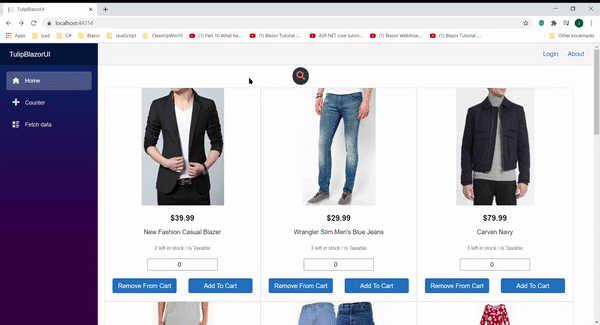 TulipBlazorUI
localhost:44314
Apps
Iyad
C#
Blazor
JavaScript
CleanUpWin10
(1) Part 10 What ha...
(1) Blazor Tutorial :...
ASP.NET core tutori...
(2) Blazor WebAsse...
(1) Blazor Tutorial :...
Other bookmarks
TulipBlazorUI
Login
About
Home
Counter
Fetch data
$39.99
$29.99
$79.99
New Fashion Casual Blazer
Wrangler Slim Men's Blue Jeans
Carven Navy
2 left in stock / Is Taxable
3 left in stock / Is Taxable
3 left in stock / Is Taxable
0
0
0
Remove From Cart
Add To Cart
Remove From Cart
Add To Cart
Remove From Cart
Add To Cart